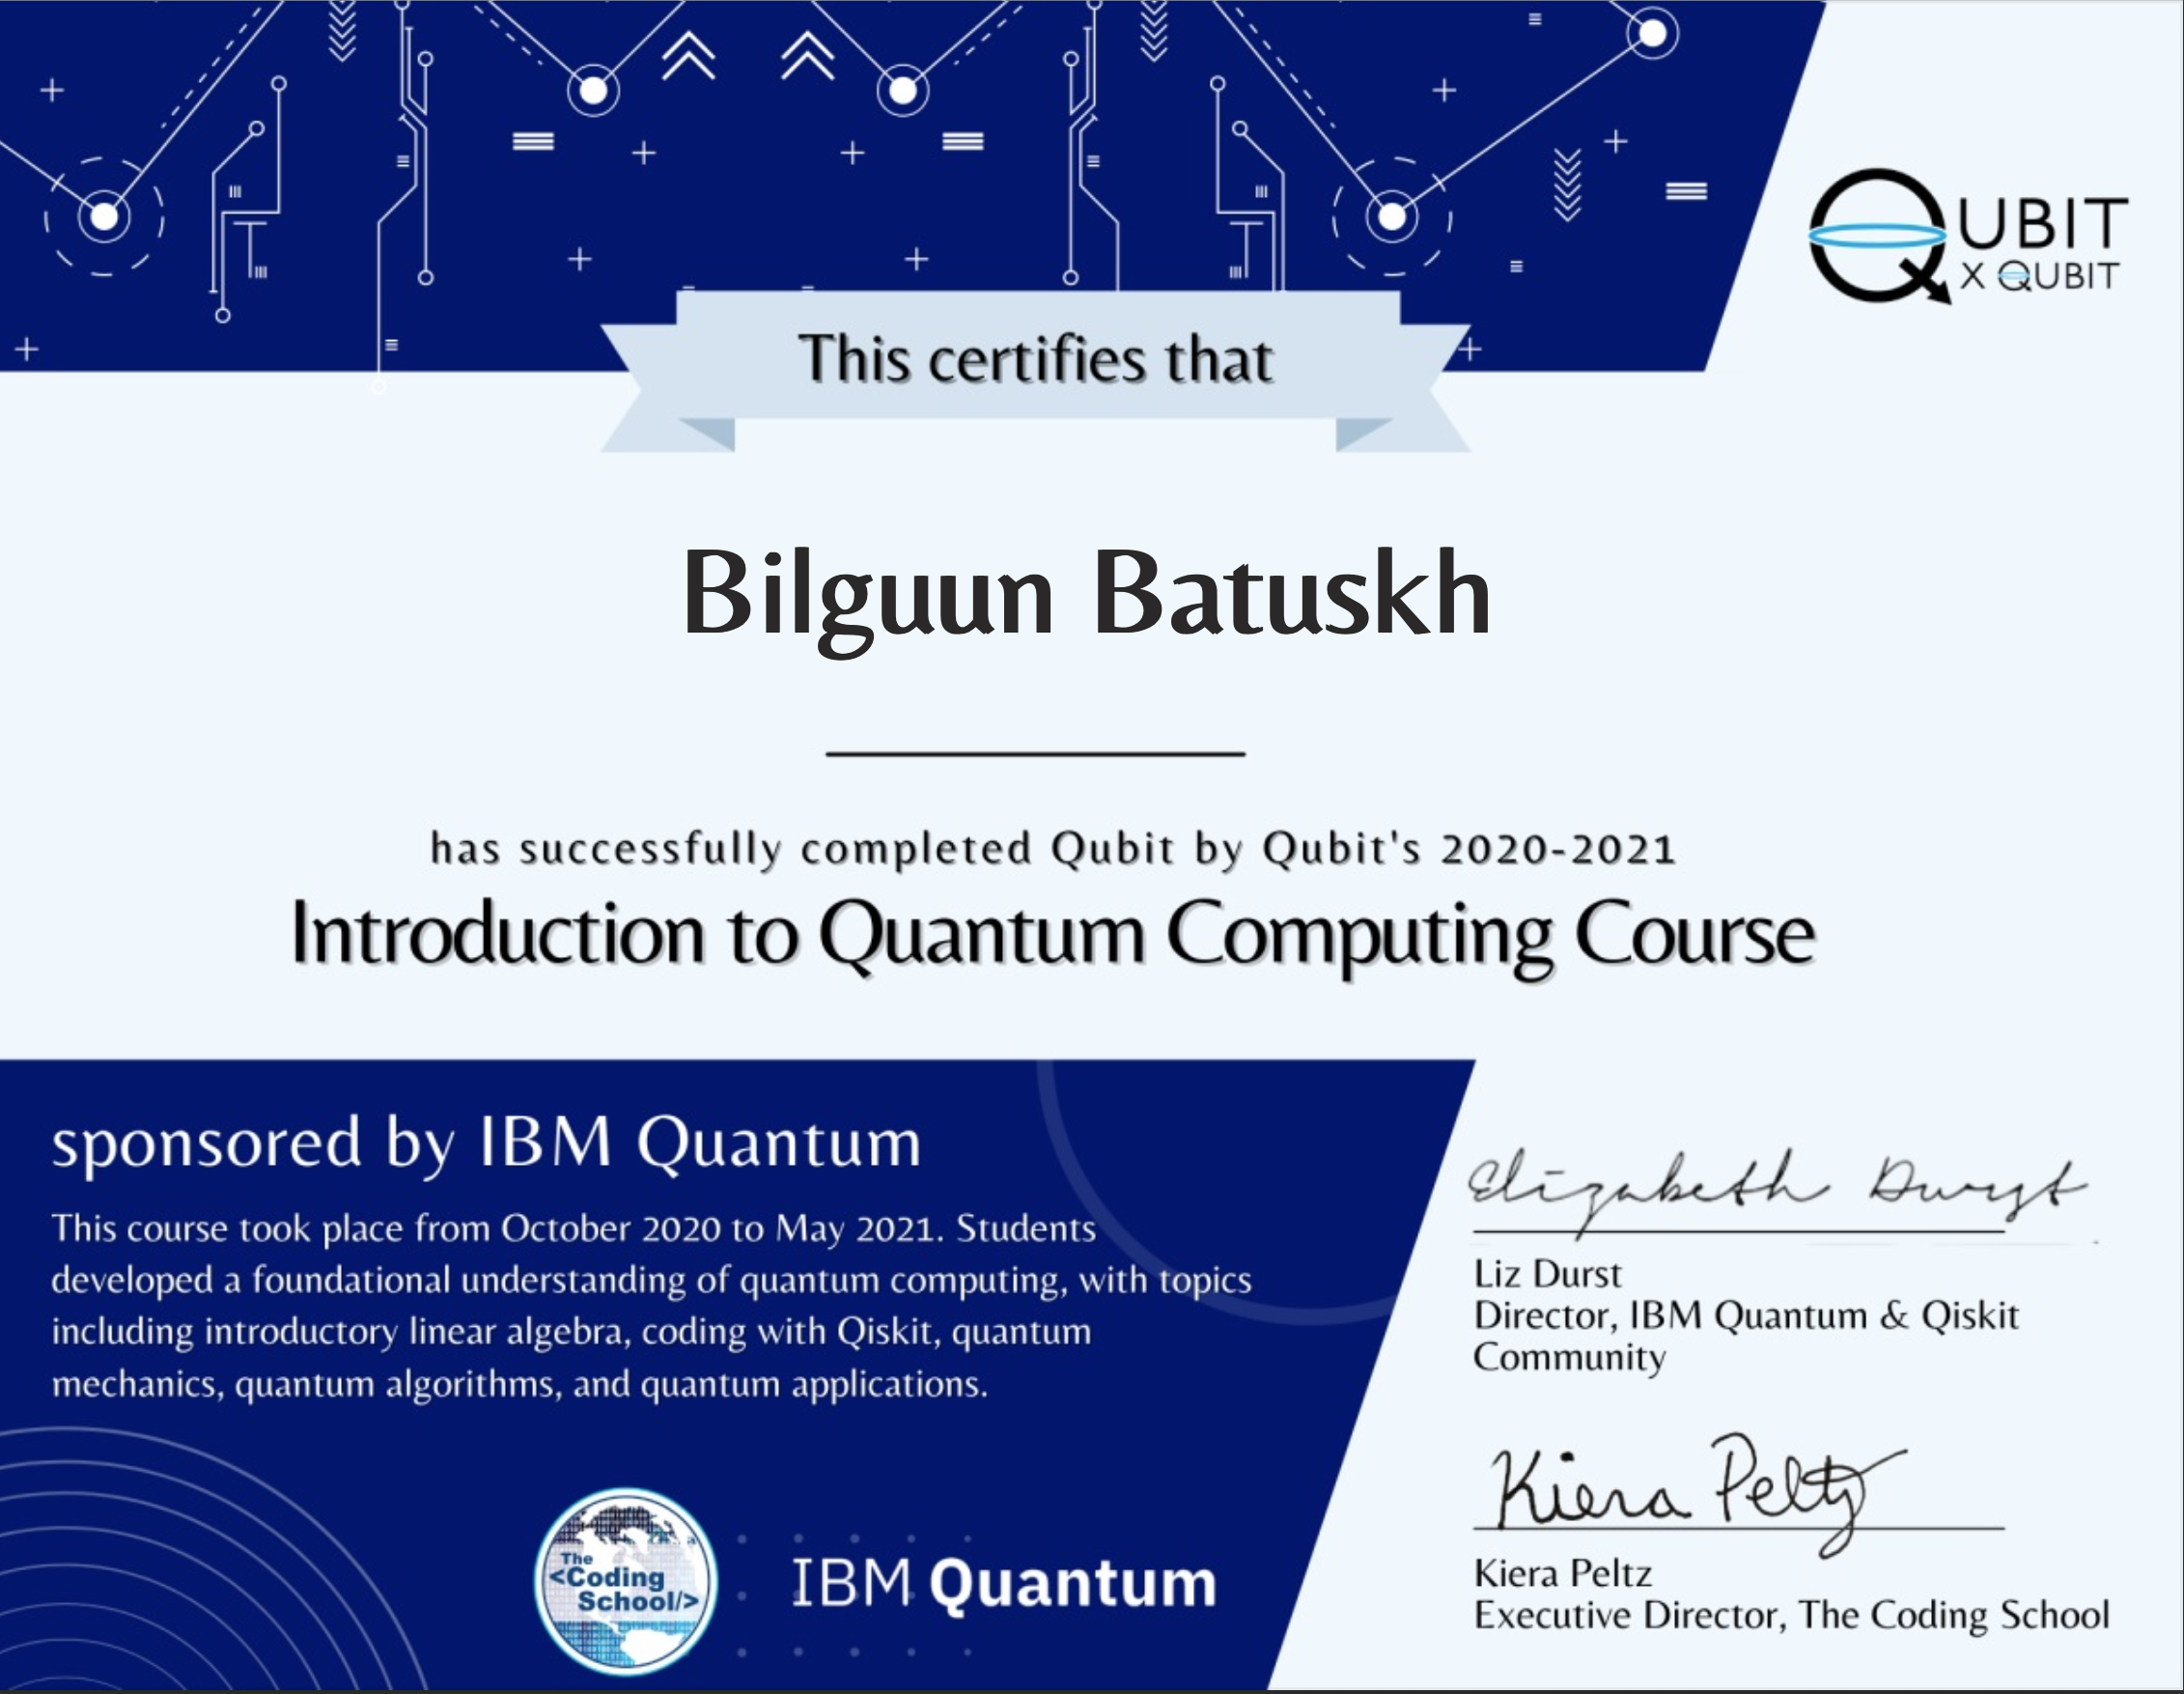 QUBIT
X QUBIT
This certifies that
Bilguun Batuskh
has successfully completed Qubit by Qubit's 2020-2021
Introduction to Quantum Computing Course
sponsored by IBM Quantum
This course took place from October 2020 to May 2021. Students
developed a foundational understanding of quantum computing, with topics
including introductory linear algebra, coding with Qiskit, quantum
mechanics, quantum algorithms, and quantum applications.
The
<Coding
School/>
IBM Quantum
Elizabeth Durst
Liz Durst
Director, IBM Quantum & Qiskit
Community
Kiera Peltz
Kiera Peltz
Executive Director, The Coding School